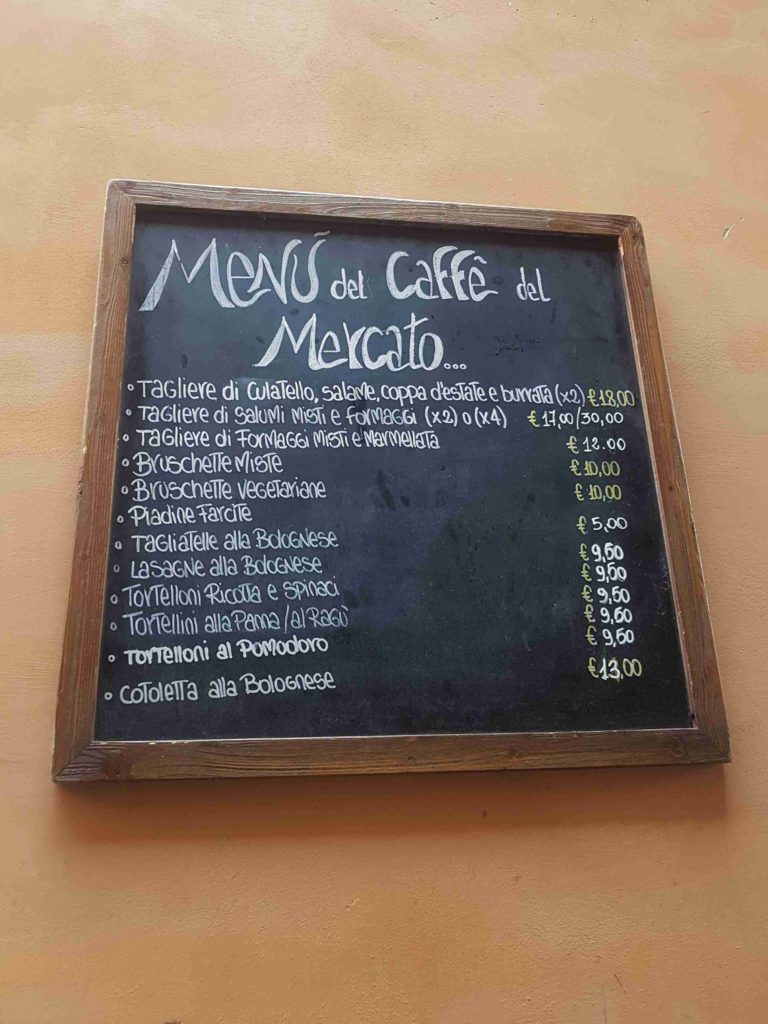 Menù del Caffè del
Mercato...
• Tagliere di Culatello, salame, coppa d'estate e burrata (x2) €18,00
• Tagliere di Salumi Misti e Formaggi (x2) o (x4) €17,00/30,00
• Tagliere di Formaggi Misti e Marmellata €12.00
• Bruschette Miste €10,00
• Bruschette Vegetariane €10,00
• Piadine Farcite €5,00
• Tagliatelle alla Bolognese €9,50
• Lasagne alla Bolognese €9,50
• Tortelloni Ricotta e Spinaci €9,50
• Tortellini alla Panna/al Ragù €9,50
• Tortelloni al Pomodoro €9,50
• Cotoletta alla Bolognese €13,00